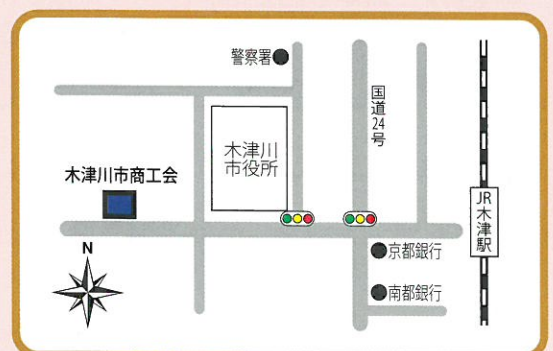 警察署
国道24号
木津川
市役所
木津川市商工会
JR木津駅
N
京都銀行
南都銀行